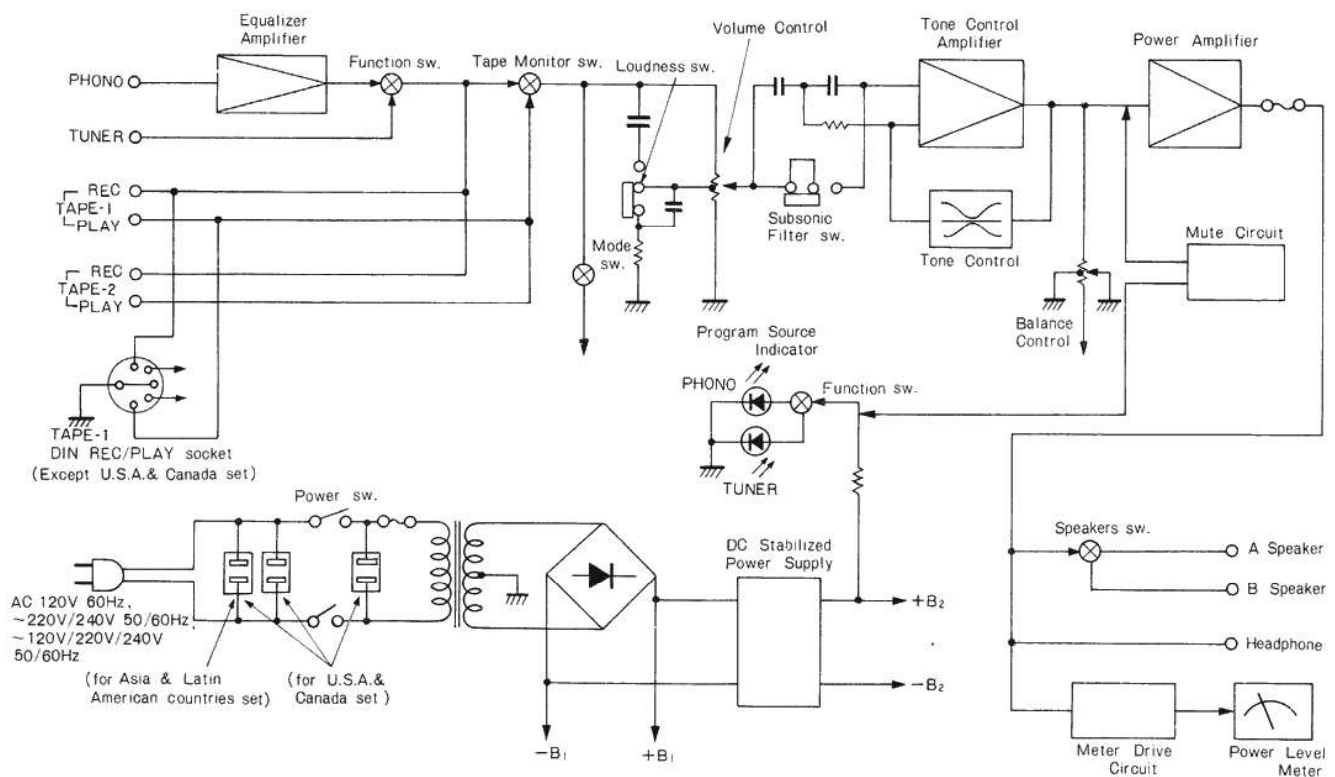 Equalizer
Amplifier
PHONO
Function sw.
Tape Monitor sw.
Loudness sw.
Volume Control
Tone Control
Amplifier
Power Amplifier
TUNER
REC
TAPE-1
PLAY
REC
TAPE-2
PLAY
Mode
sw.
Subsonic
Filter sw.
Tone Control
Mute Circuit
Balance
Control
TAPE-1
DIN REC/PLAY socket
(Except U.S.A.& Canada set)
Program Source
Indicator
PHONO
Function sw.
TUNER
Power sw.
AC 120V 60Hz,
~220V/240V 50/60Hz,
~120V/220V/240V
50/60Hz
(for Asia & Latin
American countries set)
(for U.S.A.&
Canada set)
DC Stabilized
Power Supply
+B2
-B2
-B1
+B1
Speakers sw.
A Speaker
B Speaker
Headphone
Meter Drive
Circuit
Power Level
Meter